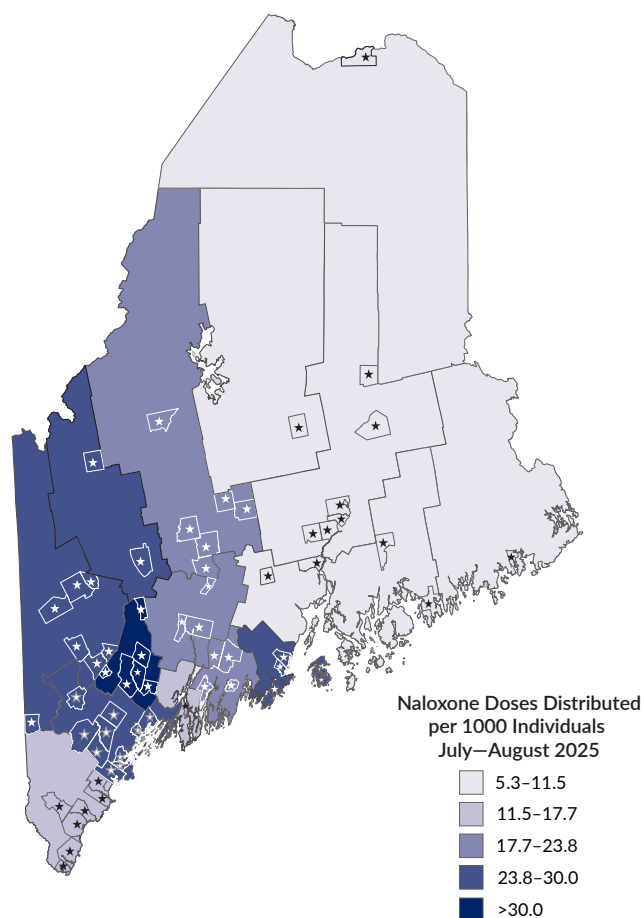 Naloxone Doses Distributed
per 1000 Individuals
July—August 2025
5.3–11.5
11.5–17.7
17.7–23.8
23.8–30.0
>30.0